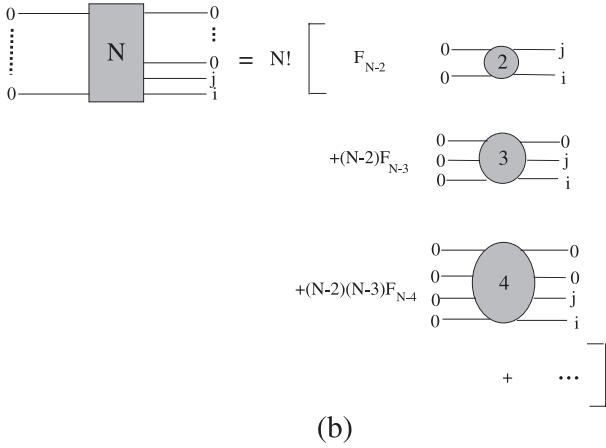 0 0
N
0
j
0 i
= N! [ F_{N-2} 0 2 j
0 i
+(N-2)F_{N-3} 0 3 0
0 j
0 i
+(N-2)(N-3)F_{N-4} 0 4 0
0 0
0 j
0 i
+ ... ]
(b)